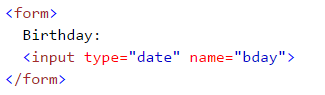 <form>
Birthday:
<input type="date" name="bday">
</form>